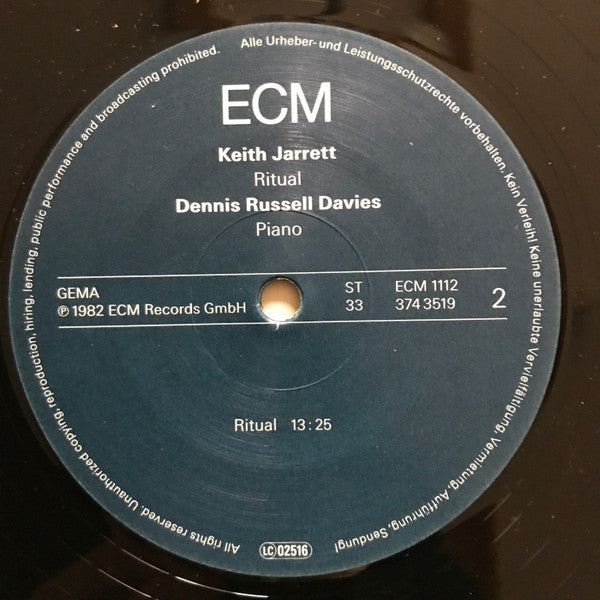 ECM
Keith Jarrett
Ritual
Dennis Russell Davies
Piano
GEMA
℗ 1982 ECM Records GmbH
ST
33
ECM 1112
374 3519
2
Ritual 13:25
LC 02516
All rights reserved. Unauthorized copying, reproduction, hiring, lending, public performance and broadcasting prohibited.
Alle Urheber- und Leistungsschutzrechte vorbehalten. Kein Verleih! Keine unerlaubte Vervielfältigung, Vermietung, Aufführung, Sendung!